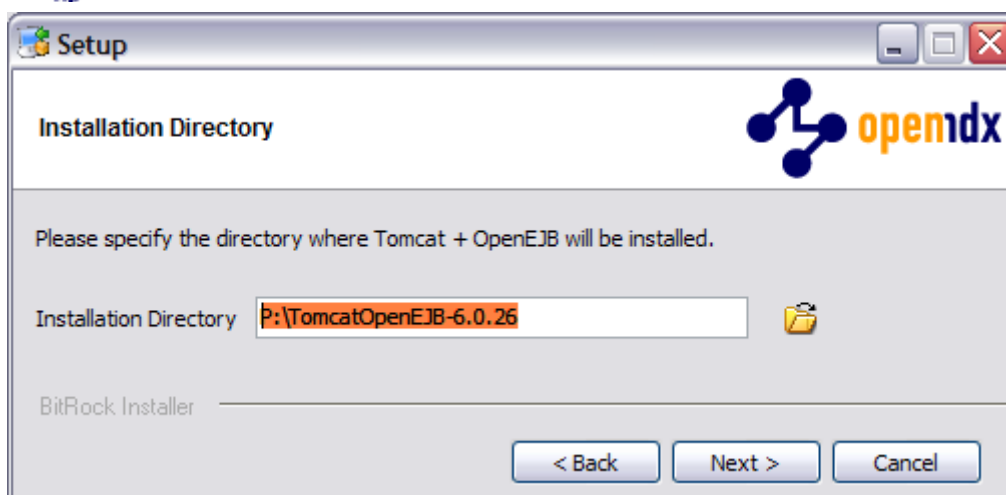 Setup
Installation Directory
openmdx
Please specify the directory where Tomcat + OpenEJB will be installed.
Installation Directory P:\TomcatOpenEJB-6.0.26
BitRock Installer
< Back Next > Cancel